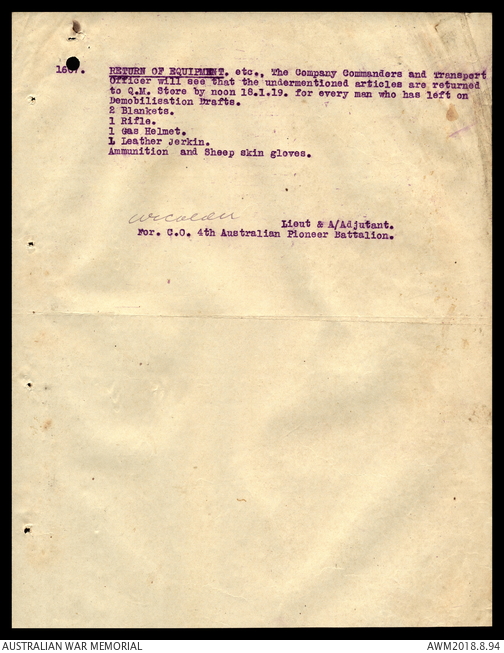 RETURN OF EQUIPMENT. etc., The Company Commanders and Transport
Officer will see that the undermentioned articles are returned
to Q.M. Store by noon 18.1.19. for every man who has left on
Demobilisation Drafts.
2 Blankets.
1 Rifle.
1 Gas Helmet.
1 Leather Jerkin.
Ammunition and Sheep skin gloves.
Lieut & A/Adjutant.
For. C.O. 4th Australian Pioneer Battalion.
AUSTRALIAN WAR MEMORIAL
AWM2018.8.94